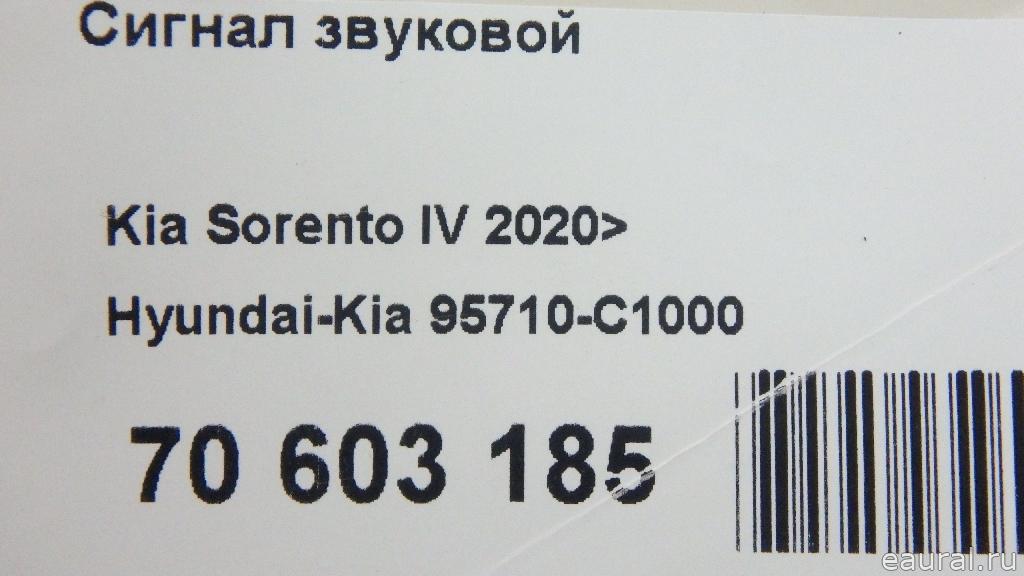 Сигнал звуковой
Kia Sorento IV 2020>
Hyundai-Kia 95710-C1000
70 603 185
eaural.ru